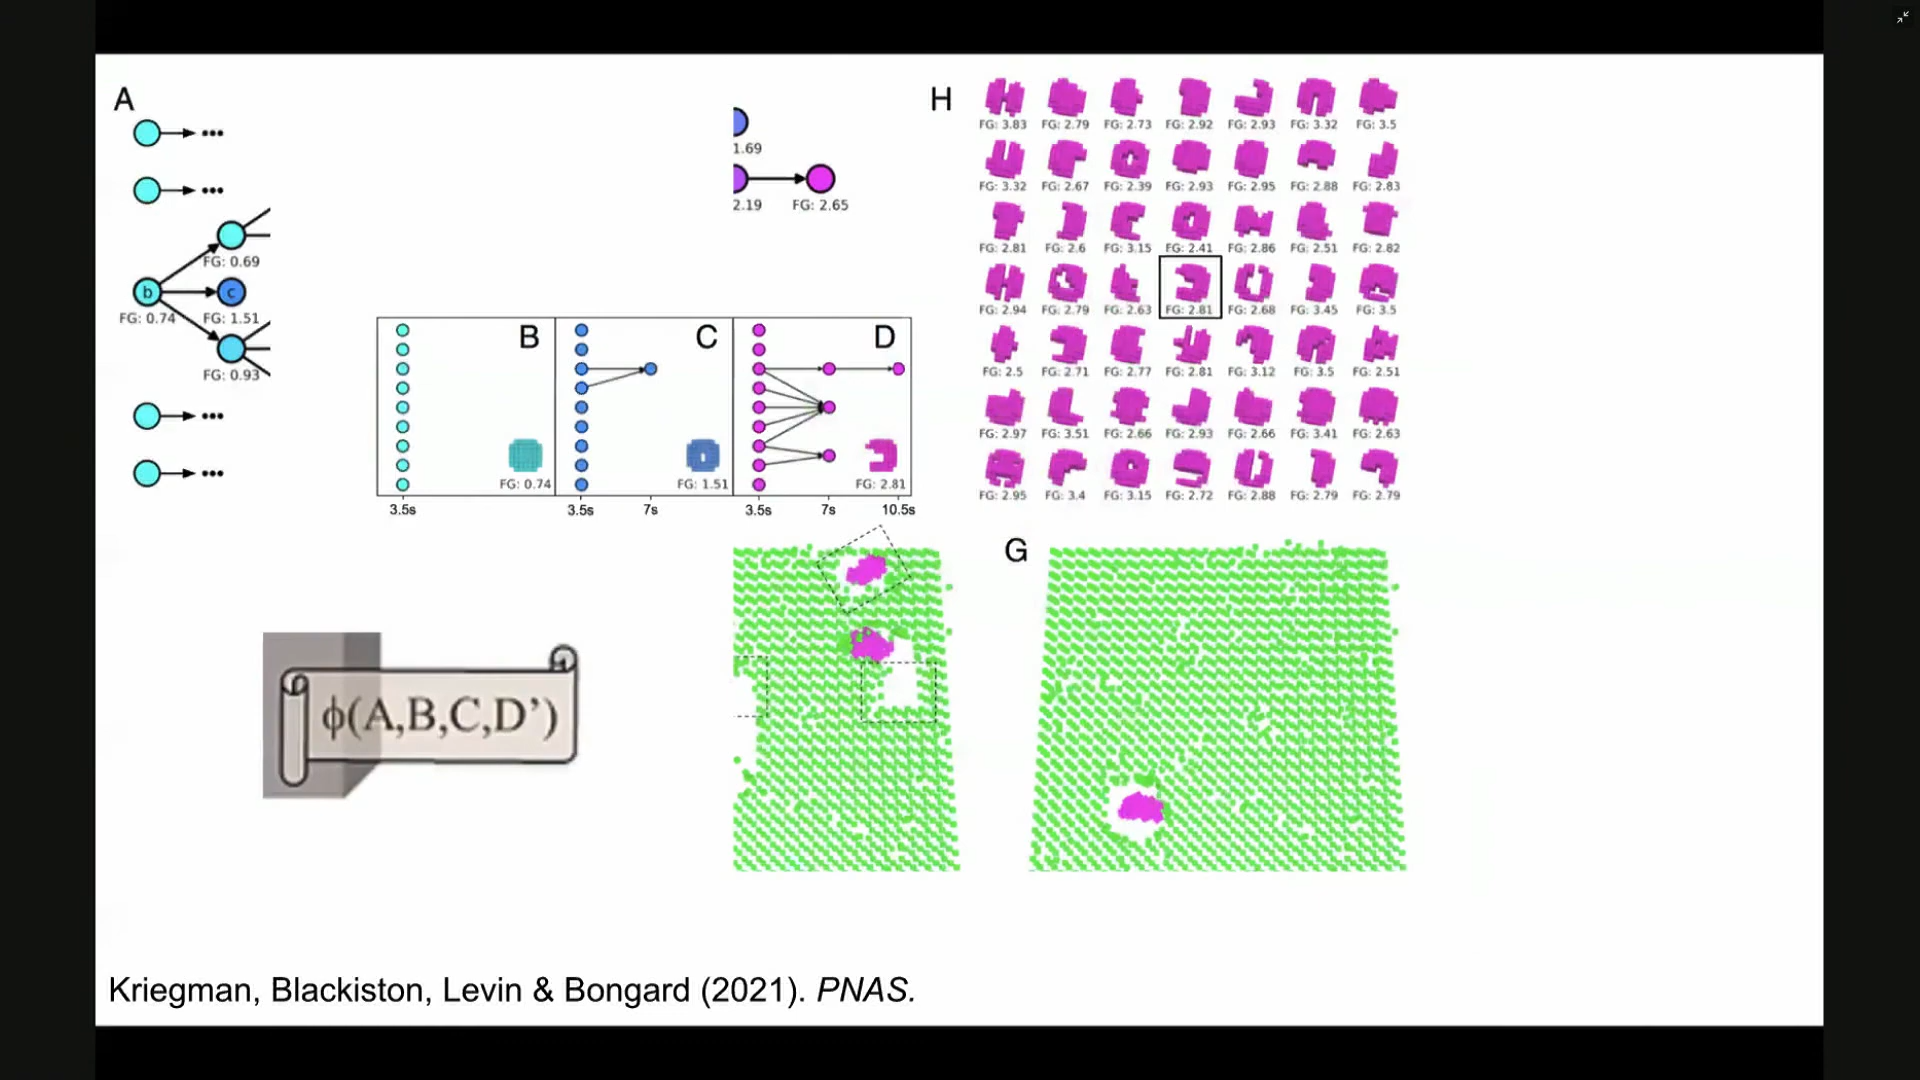 A
...
...
FG: 0.69
b
c
FG: 0.74
FG: 1.51
FG: 0.93
...
...
1.69
2.19
FG: 2.65
B
FG: 0.74
3.5s
C
FG: 1.51
3.5s
7s
D
FG: 2.81
3.5s
7s
10.5s
H
FG: 3.83 FG: 2.79 FG: 2.73 FG: 2.92 FG: 2.93 FG: 3.32 FG: 3.5
FG: 3.32 FG: 2.67 FG: 2.39 FG: 2.93 FG: 2.95 FG: 2.88 FG: 2.83
FG: 2.81 FG: 2.6 FG: 3.15 FG: 2.41 FG: 2.86 FG: 2.51 FG: 2.82
FG: 2.94 FG: 2.79 FG: 2.63 FG: 2.81 FG: 2.68 FG: 3.45 FG: 3.5
FG: 2.5 FG: 2.71 FG: 2.77 FG: 2.81 FG: 3.12 FG: 3.5 FG: 2.51
FG: 2.97 FG: 3.51 FG: 2.66 FG: 2.93 FG: 2.66 FG: 3.41 FG: 2.63
FG: 2.95 FG: 3.4 FG: 3.15 FG: 2.72 FG: 2.88 FG: 2.79 FG: 2.79
G
ϕ(A,B,C,D’)
Kriegman, Blackiston, Levin & Bongard (2021). PNAS.